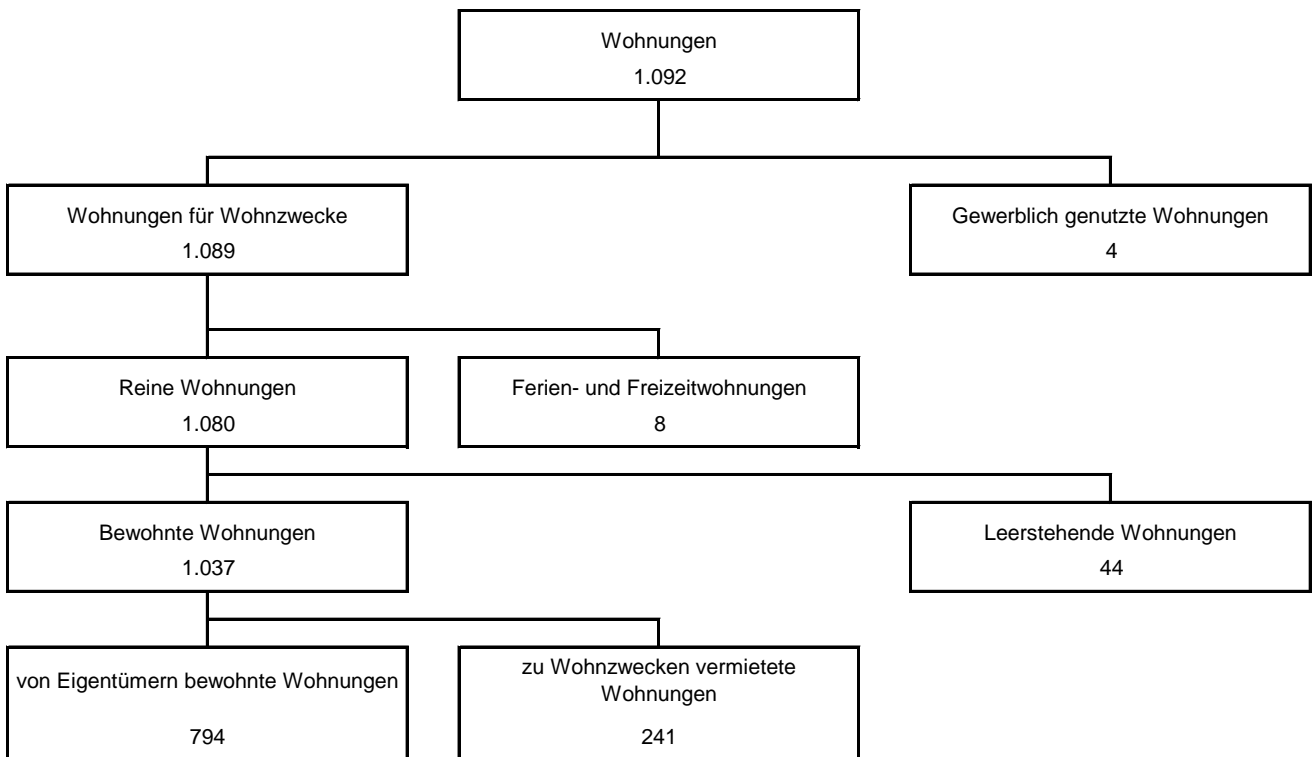 Wohnungen
1.092
Wohnungen für Wohnzwecke
1.089
Gewerblich genutzte Wohnungen
4
Reine Wohnungen
1.080
Ferien- und Freizeitwohnungen
8
Bewohnte Wohnungen
1.037
Leerstehende Wohnungen
44
von Eigentümern bewohnte Wohnungen
794
zu Wohnzwecken vermietete
Wohnungen
241